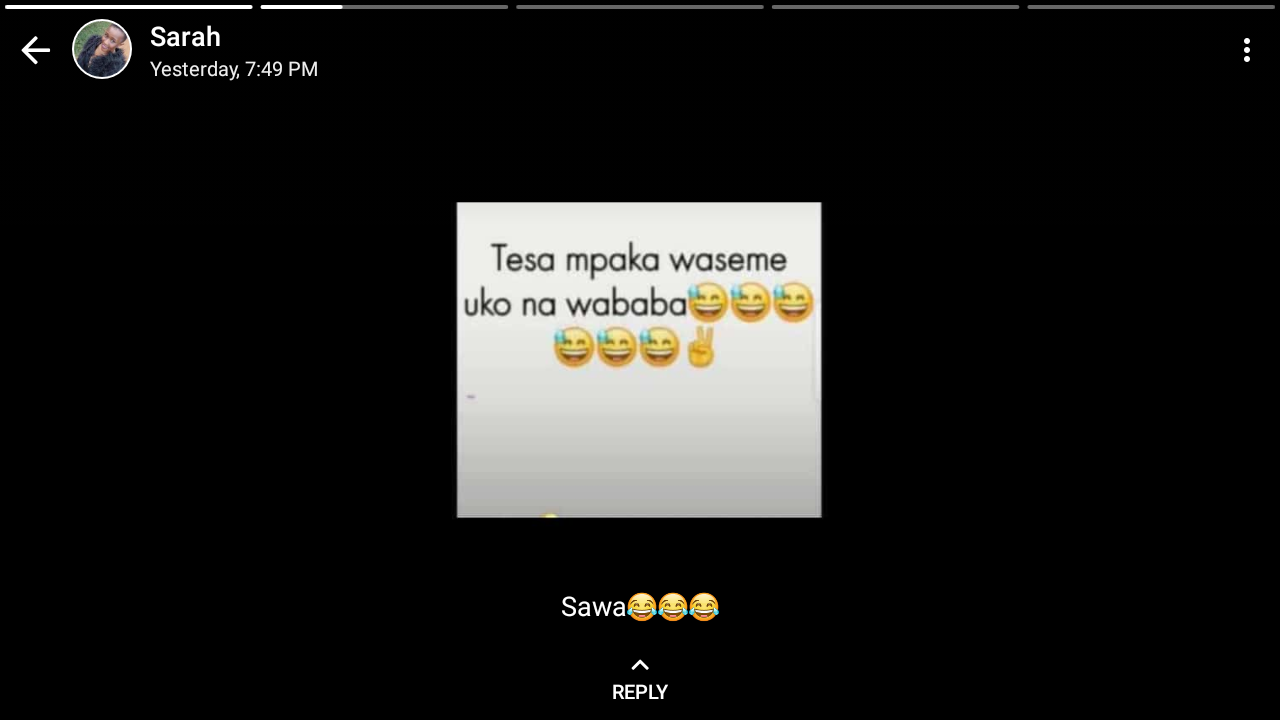 Sarah
Yesterday, 7:49 PM
Tesa mpaka waseme
uko na wababa😅😅😅
😅😅😅✌
Sawa😂😂😂
REPLY